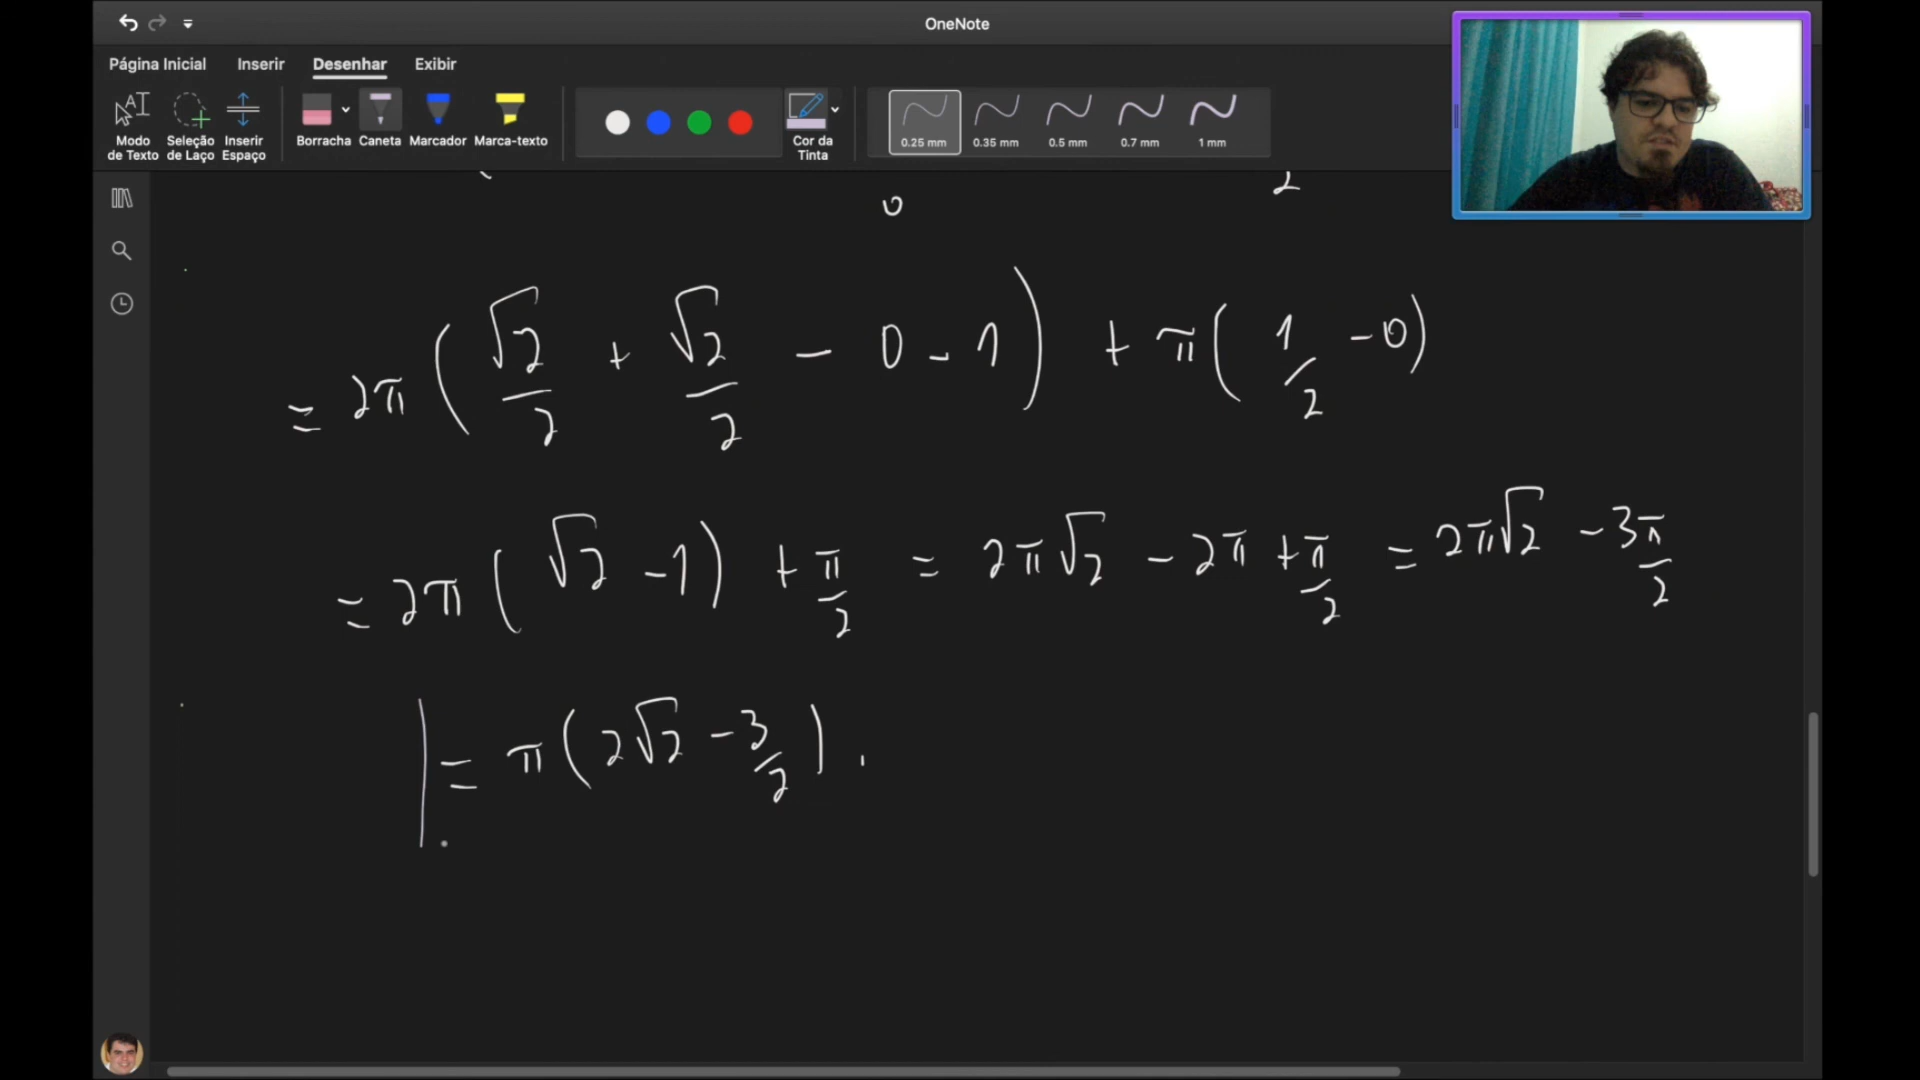 OneNote
Página Inicial Inserir Desenhar Exibir
Modo de Texto Seleção de Laço Inserir Espaço Borracha Caneta Marcador Marca-texto Cor da Tinta 0.25 mm 0.35 mm 0.5 mm 0.7 mm 1 mm
0 2
= 2π ( √2/2 + √2/2 - 0 - 1 ) + π ( 1/2 - 0 )
= 2π ( √2 - 1 ) + π/2 = 2π√2 - 2π + π/2 = 2π√2 - 3π/2
= π ( 2√2 - 3/2 ) .